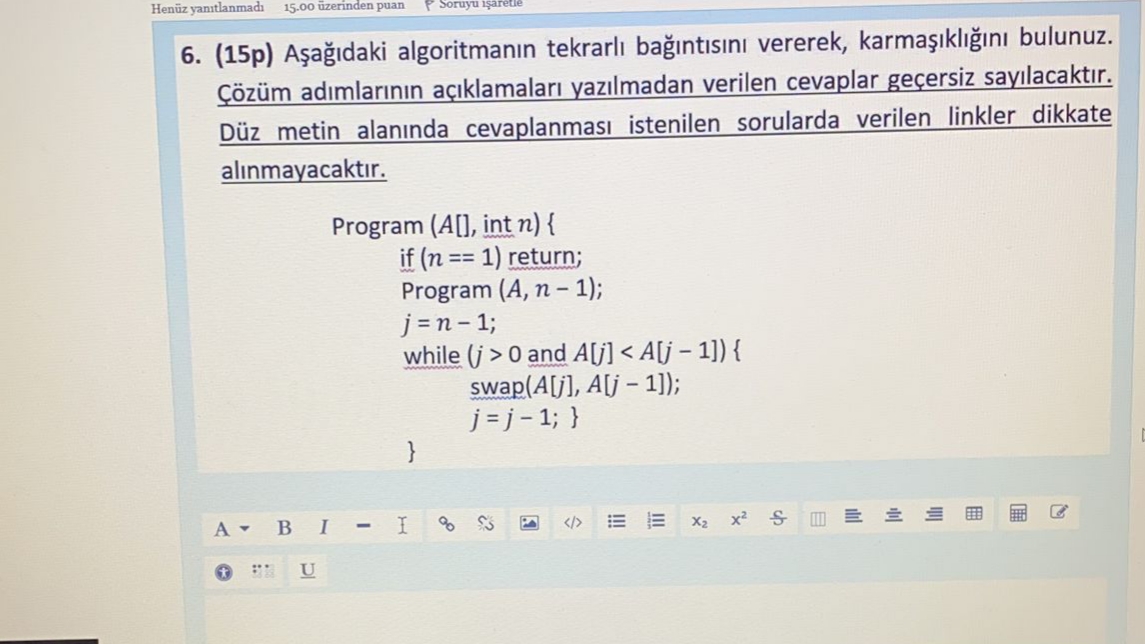 Henüz yanıtlanmadı 15.00 üzerinden puan Soruyu işaretle
6. (15p) Aşağıdaki algoritmanın tekrarlı bağıntısını vererek, karmaşıklığını bulunuz.
Çözüm adımlarının açıklamaları yazılmadan verilen cevaplar geçersiz sayılacaktır.
Düz metin alanında cevaplanması istenilen sorularda verilen linkler dikkate
alınmayacaktır.
Program (A[], int n) {
if (n == 1) return;
Program (A, n – 1);
j = n – 1;
while (j > 0 and A[j] < A[j – 1]) {
swap(A[j], A[j – 1]);
j = j – 1; }
}
A B I X₂ X² S
U